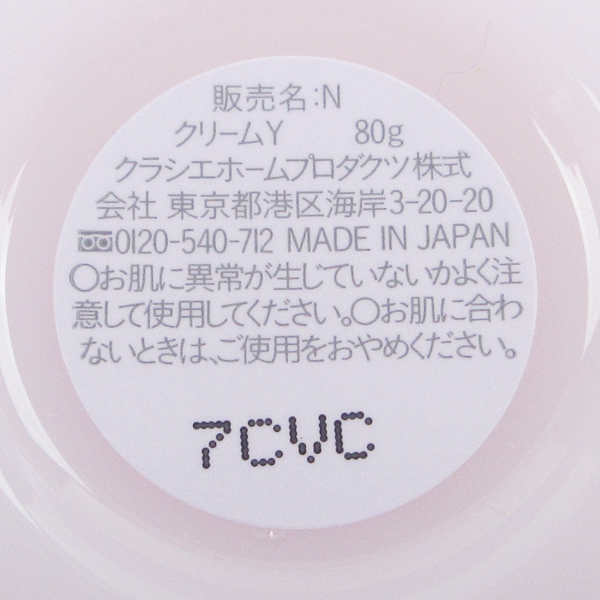 販売名:N
クリームY 80g
クラシエホームプロダクツ株式
会社 東京都港区海岸3-20-20
0120-540-712 MADE IN JAPAN
○お肌に異常が生じていないかよく注
意して使用してください。○お肌に合わ
ないときは、ご使用をおやめください。
7CVC